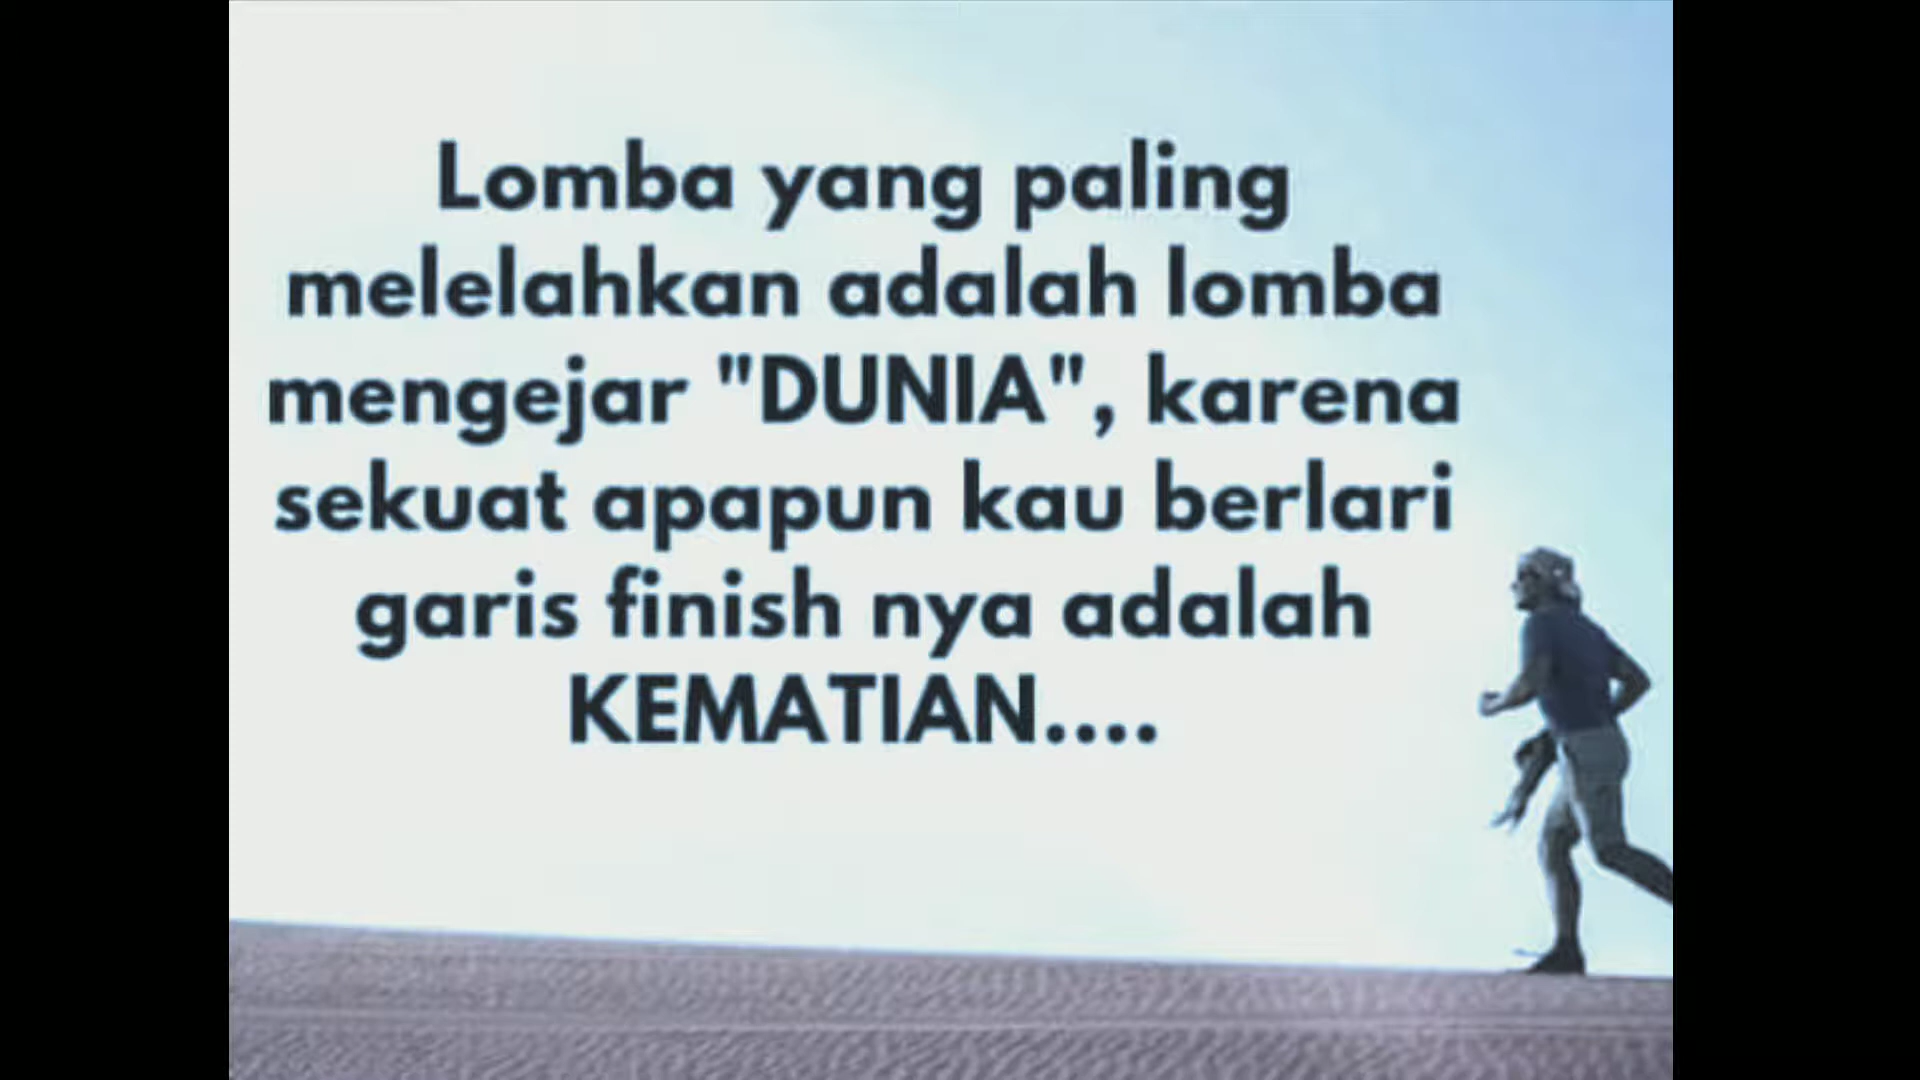 Lomba yang paling
melelahkan adalah lomba
mengejar "DUNIA", karena
sekuat apapun kau berlari
garis finish nya adalah
KEMATIAN....